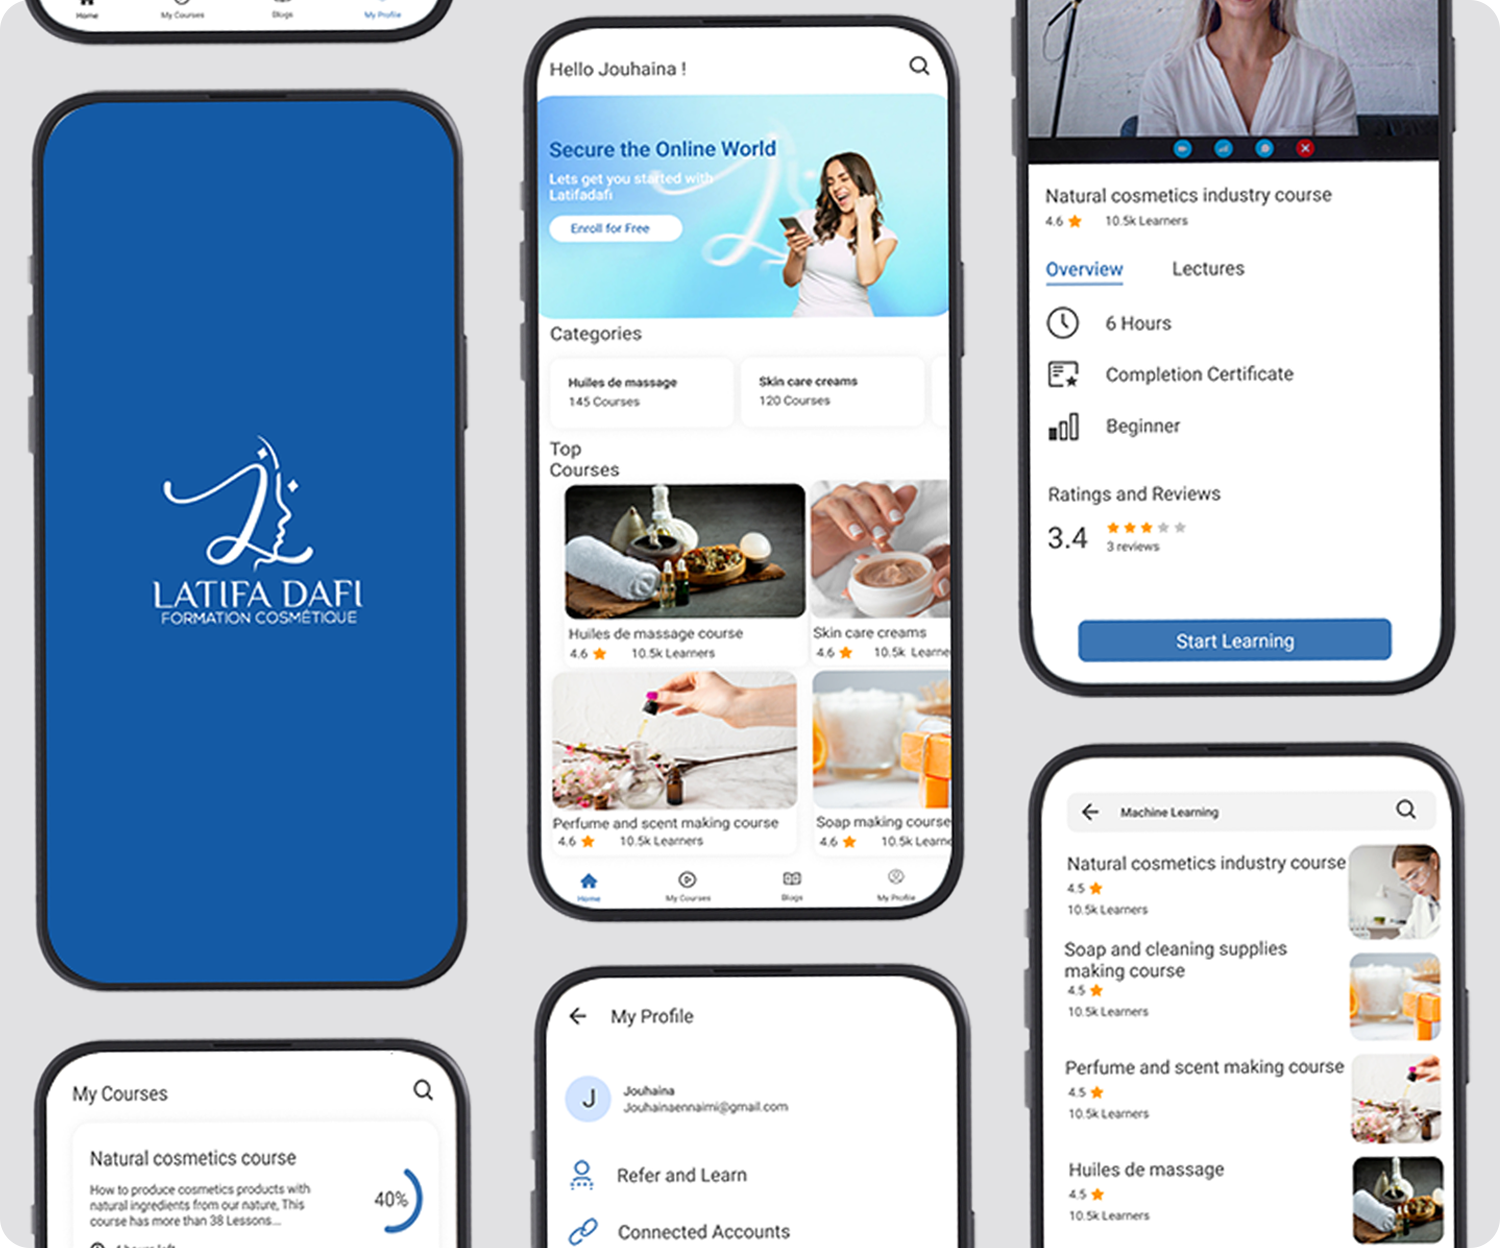 Home
My Courses
Blogs
My Profile
LATIFA DAFI
FORMATION COSMÉTIQUE
My Courses
Natural cosmetics course
How to produce cosmetics products with
natural ingredients from our nature, This
course has more than 38 Lessons...
40%
4 hours left
Hello Jouhaina !
Secure the Online World
Lets get you started with
Latifadafi
Enroll for Free
Categories
Huiles de massage
145 Courses
Skin care creams
120 Courses
Top
Courses
Huiles de massage course
4.6
10.5k Learners
Skin care creams
4.6
10.5k Learne
Perfume and scent making course
4.6
10.5k Learners
Soap making course
4.6
10.5k Learne
Home
My Courses
Blogs
My Profile
My Profile
J
Jouhaina
Jouhainaennaimi@gmail.com
Refer and Learn
Connected Accounts
Natural cosmetics industry course
4.6
10.5k Learners
Overview
Lectures
6 Hours
Completion Certificate
Beginner
Ratings and Reviews
3.4
3 reviews
Start Learning
Machine Learning
Natural cosmetics industry course
4.5
10.5k Learners
Soap and cleaning supplies
making course
4.5
10.5k Learners
Perfume and scent making course
4.5
10.5k Learners
Huiles de massage
4.5
10.5k Learners